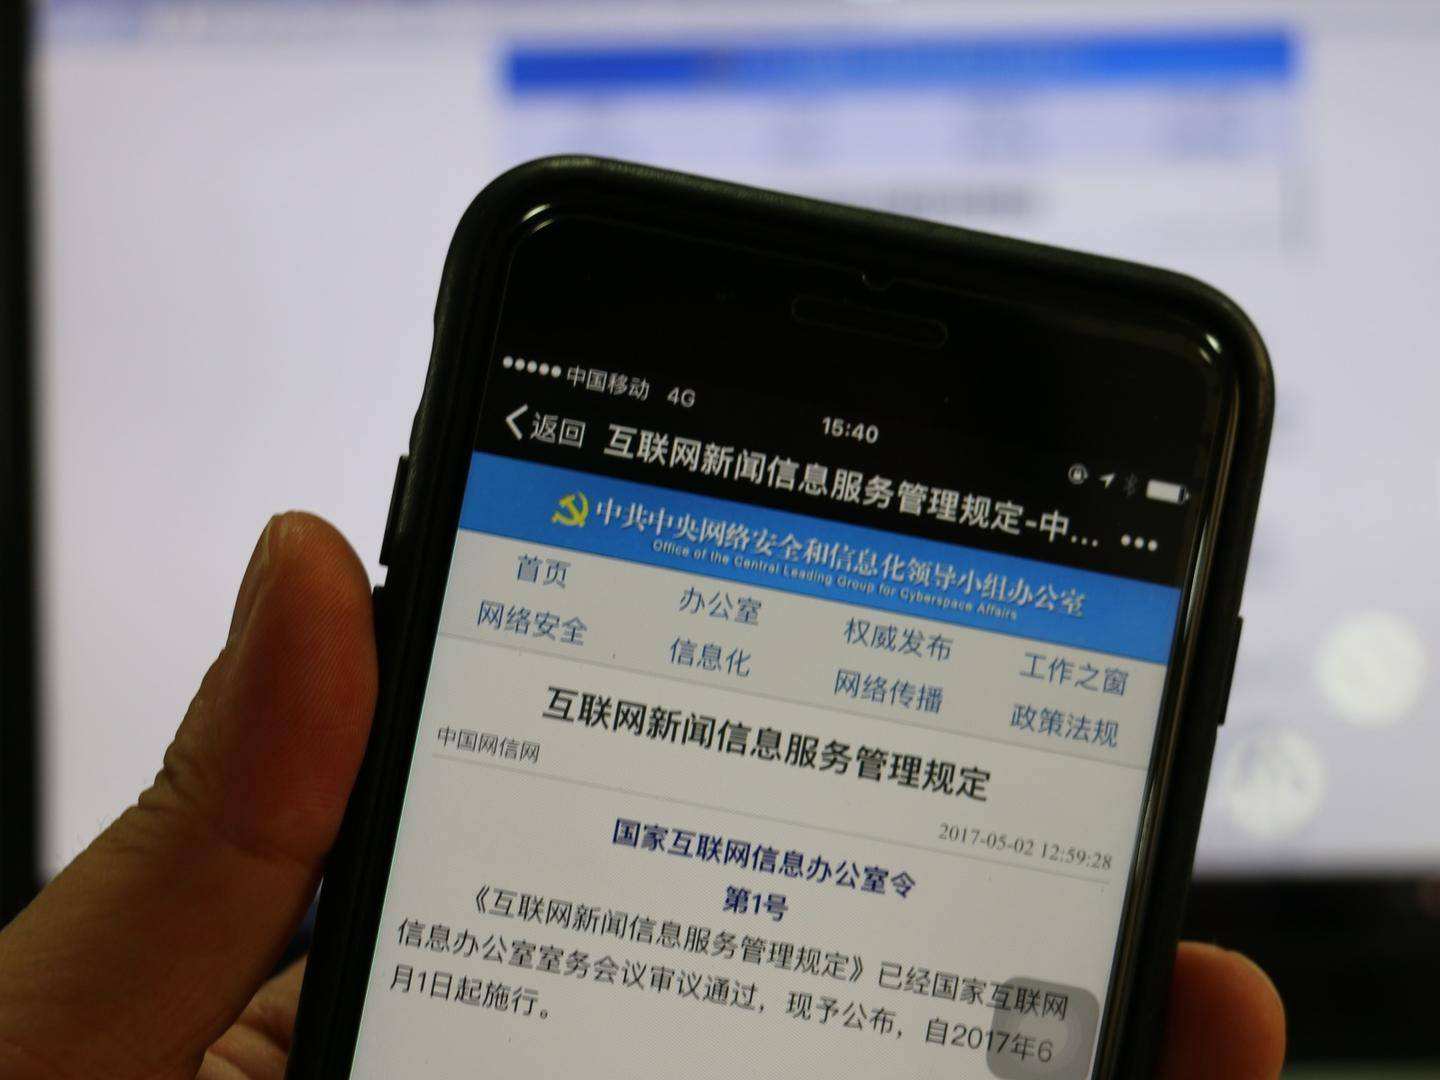 中国移动 4G
15:40
返回 互联网新闻信息服务管理规定-中...
中共中央网络安全和信息化领导小组办公室
Office of the Central Leading Group for Cyberspace Affairs
首页 办公室 权威发布 工作之窗
网络安全 信息化 网络传播 政策法规
互联网新闻信息服务管理规定
中国网信网
2017-05-02 12:59:28
国家互联网信息办公室令
第1号
《互联网新闻信息服务管理规定》已经国家互联网
信息办公室室务会议审议通过，现予公布，自2017年6
月1日起施行。